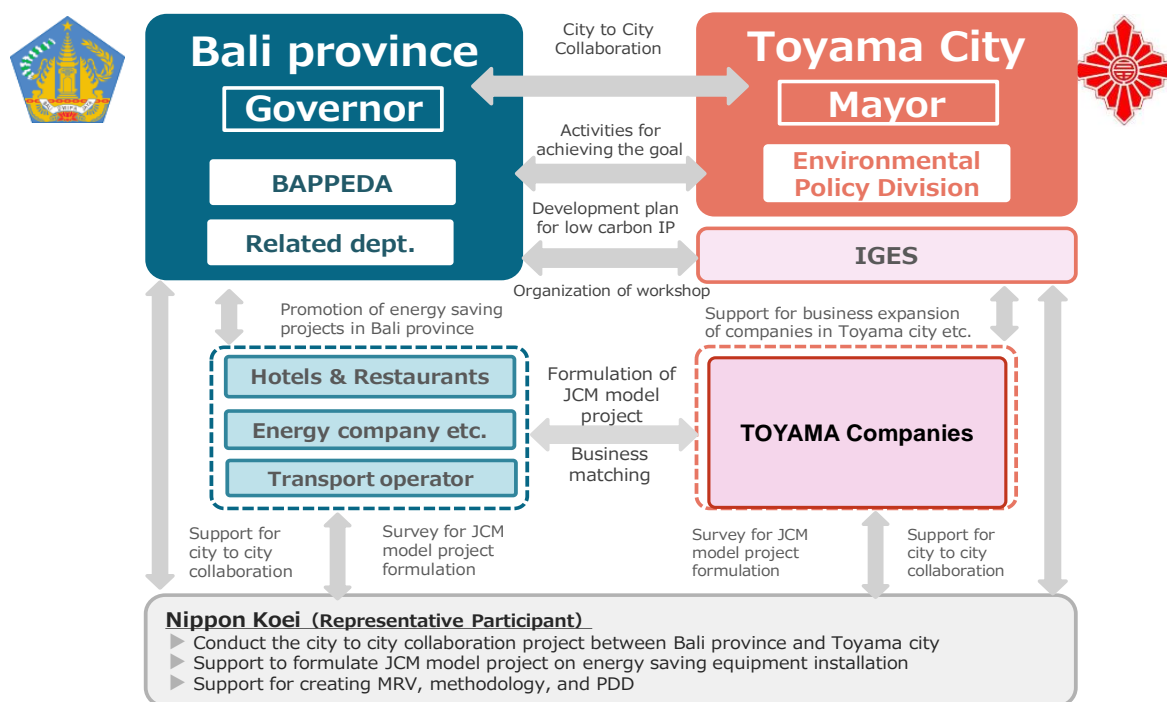 Bali province
Governor
BAPPEDA
Related dept.
City to City
Collaboration
Activities for
achieving the goal
Development plan
for low carbon IP
Organization of workshop
Toyama City
Mayor
Environmental
Policy Division
IGES
Promotion of energy saving
projects in Bali province
Support for business expansion
of companies in Toyama city etc.
Hotels & Restaurants
Energy company etc.
Transport operator
Formulation of
JCM model
project
Business
matching
TOYAMA Companies
Support for
city to city
collaboration
Survey for JCM
model project
formulation
Survey for JCM
model project
formulation
Support for
city to city
collaboration
Nippon Koei (Representative Participant)
▶ Conduct the city to city collaboration project between Bali province and Toyama city
▶ Support to formulate JCM model project on energy saving equipment installation
▶ Support for creating MRV, methodology, and PDD